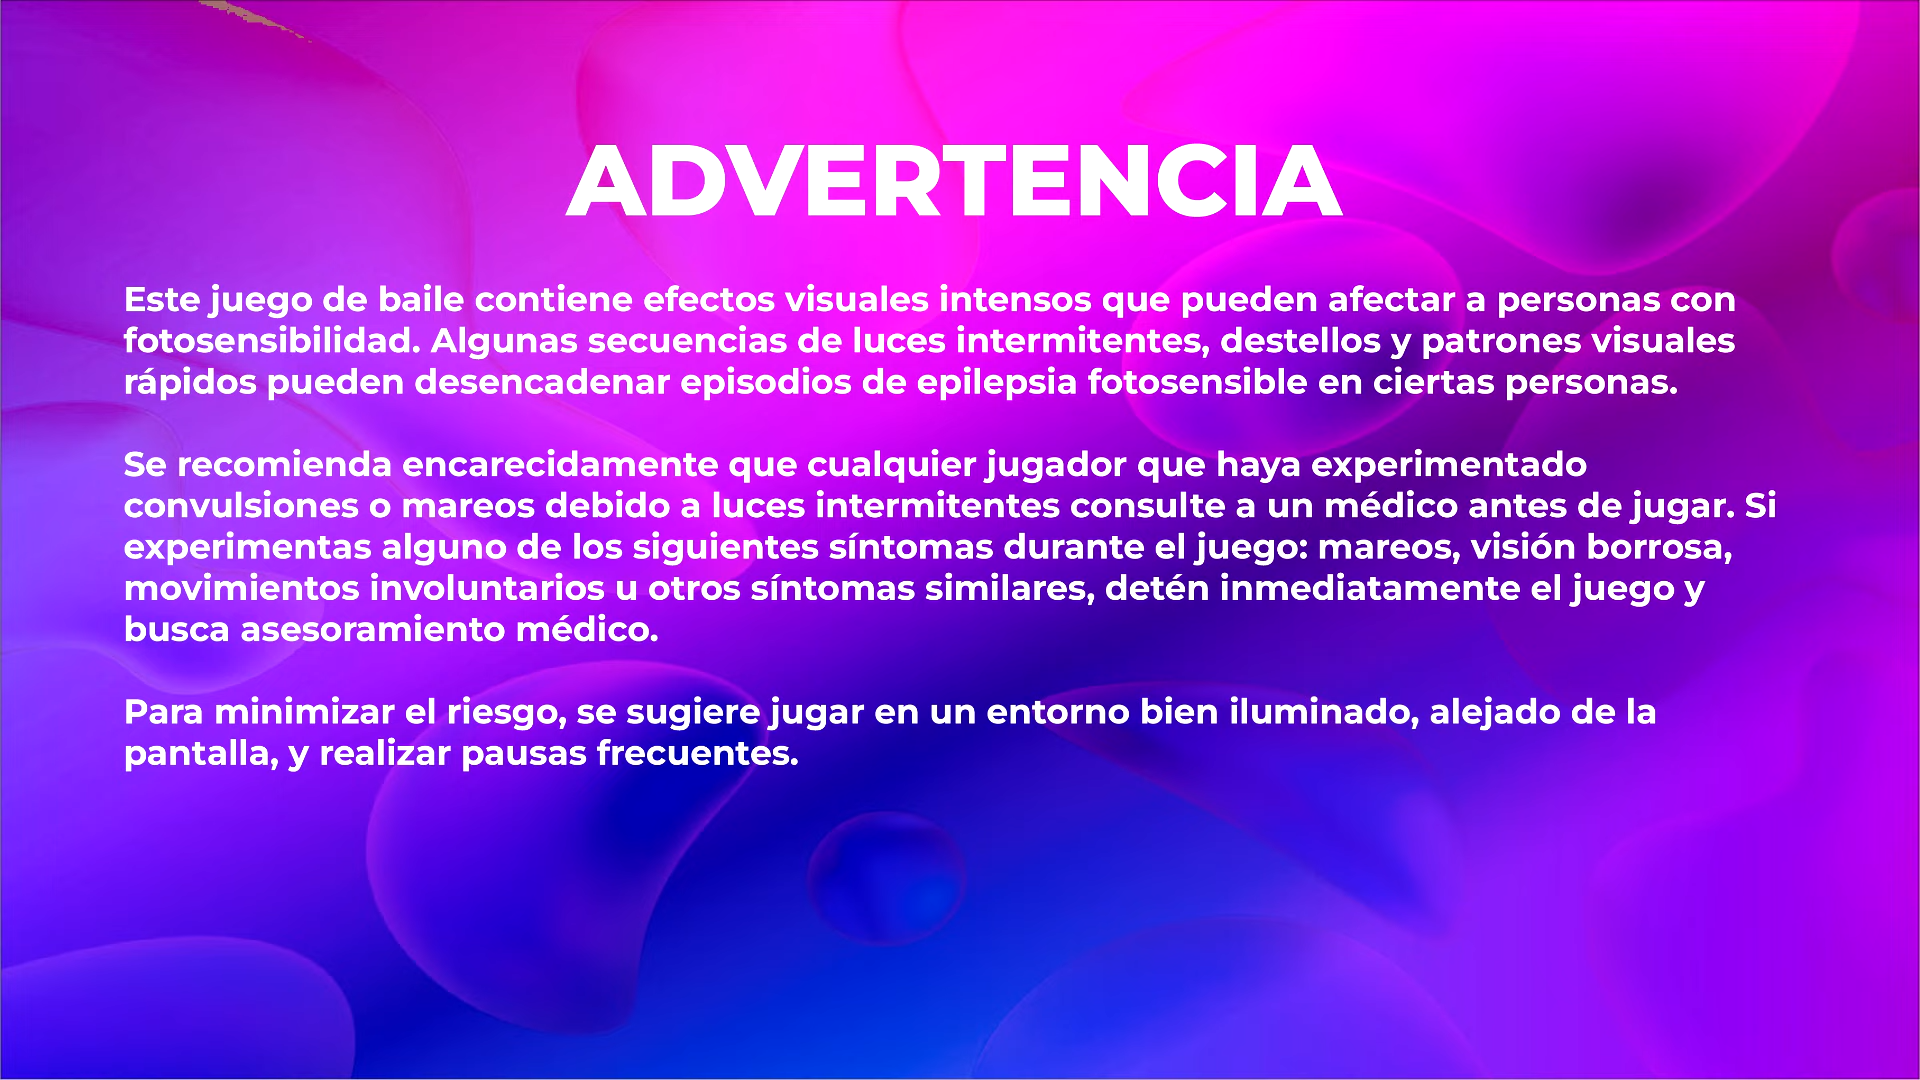 ADVERTENCIA
Este juego de baile contiene efectos visuales intensos que pueden afectar a personas con
fotosensibilidad. Algunas secuencias de luces intermitentes, destellos y patrones visuales
rápidos pueden desencadenar episodios de epilepsia fotosensible en ciertas personas.
Se recomienda encarecidamente que cualquier jugador que haya experimentado
convulsiones o mareos debido a luces intermitentes consulte a un médico antes de jugar. Si
experimentas alguno de los siguientes síntomas durante el juego: mareos, visión borrosa,
movimientos involuntarios u otros síntomas similares, detén inmediatamente el juego y
busca asesoramiento médico.
Para minimizar el riesgo, se sugiere jugar en un entorno bien iluminado, alejado de la
pantalla, y realizar pausas frecuentes.